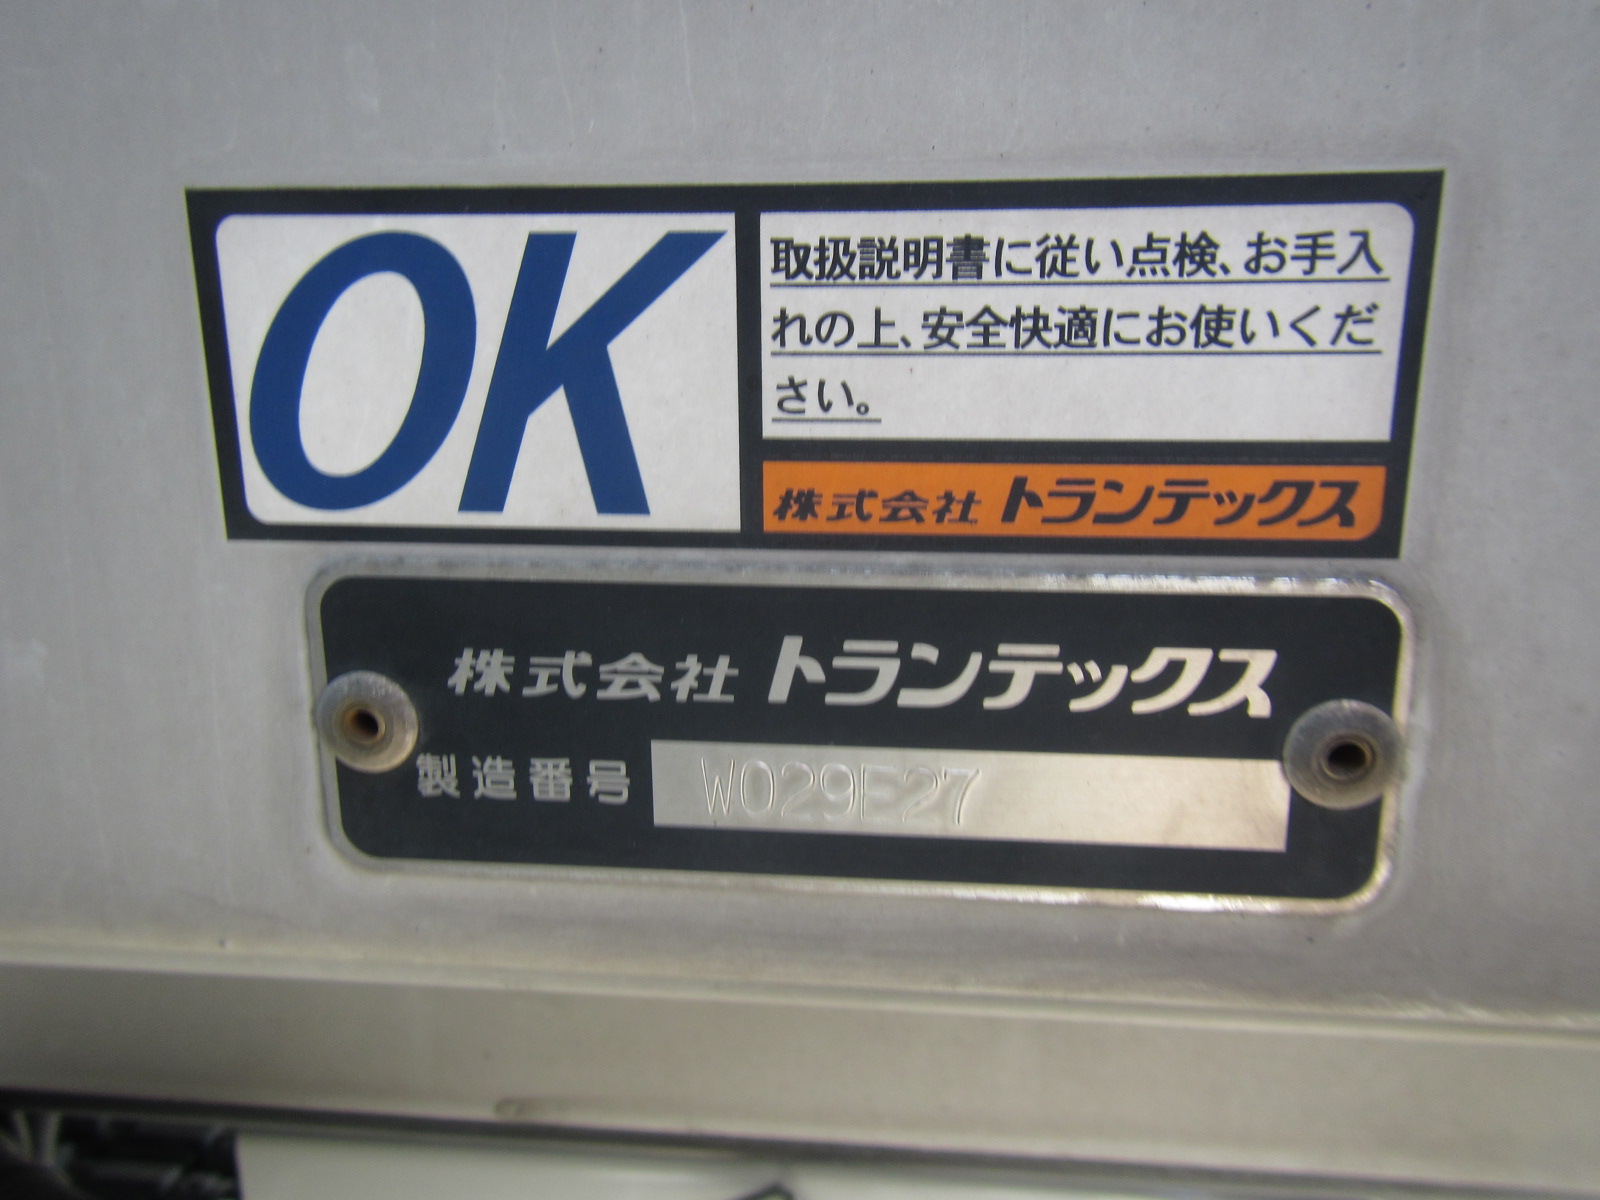 OK
取扱説明書に従い点検、お手入
れの上、安全快適にお使いくだ
さい。
株式会社 トランテックス
株式会社 トランテックス
製造番号 W029E27